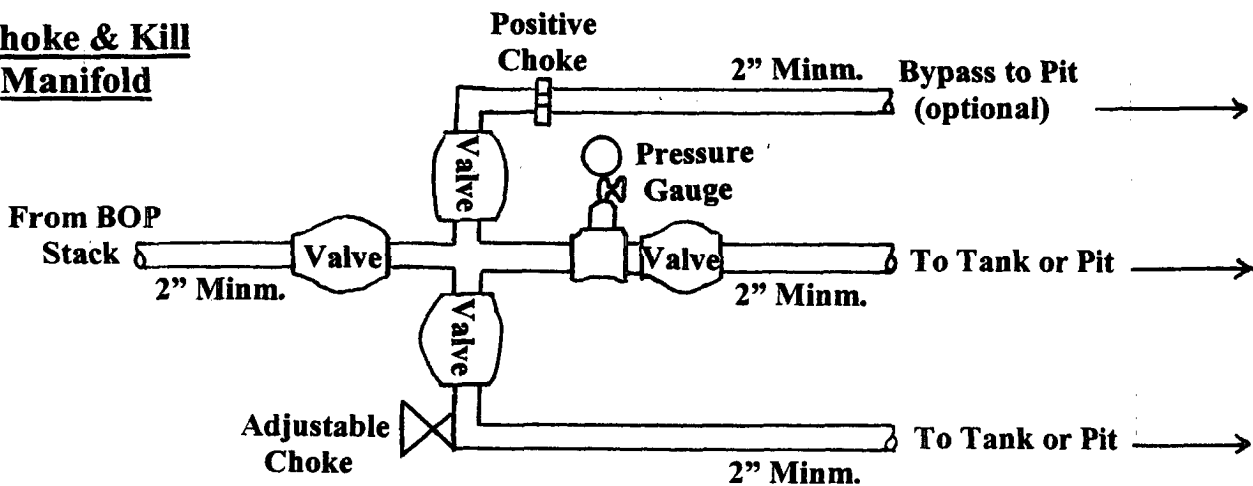 hoke & Kill
Manifold
Positive
Choke
2” Minm.
Bypass to Pit
(optional)
Valve
Pressure
Gauge
From BOP
Stack
Valve
Valve
To Tank or Pit
2” Minm.
2” Minm.
Valve
Adjustable
Choke
To Tank or Pit
2” Minm.